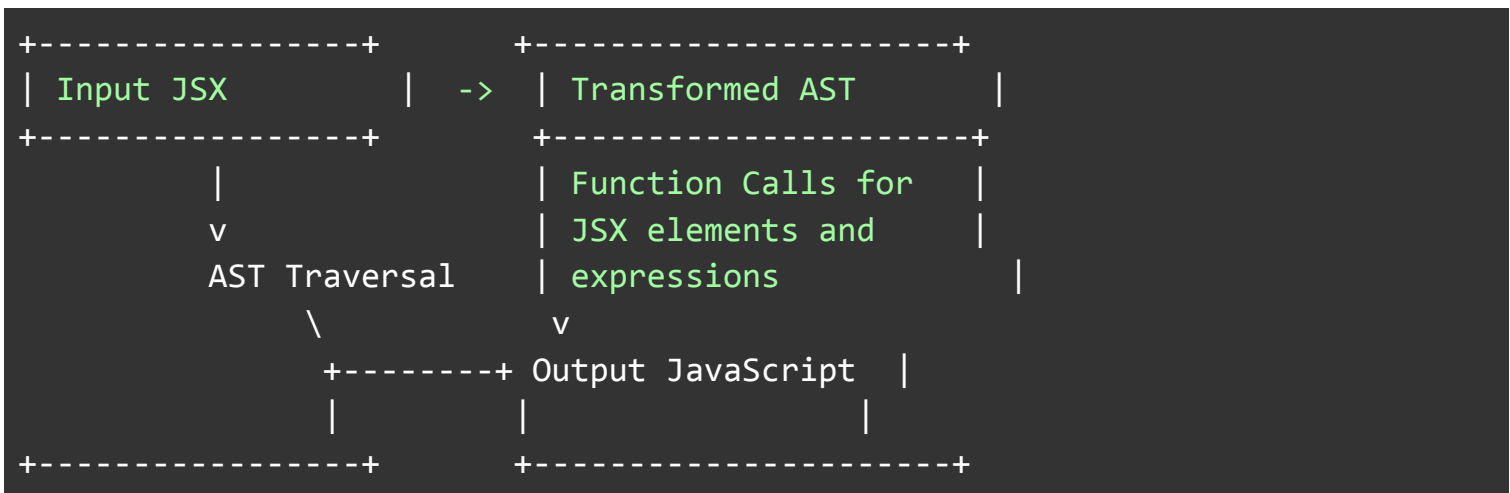 +-----------------+       +----------------------+
| Input JSX         |  ->  | Transformed AST       |
+-----------------+        +----------------------+
          |                | Function Calls for   |
          v                | JSX elements and     |
          AST Traversal    | expressions            |
               \            v
                +--------+ Output JavaScript  |
                |         |                 |
+-----------------+       +----------------------+